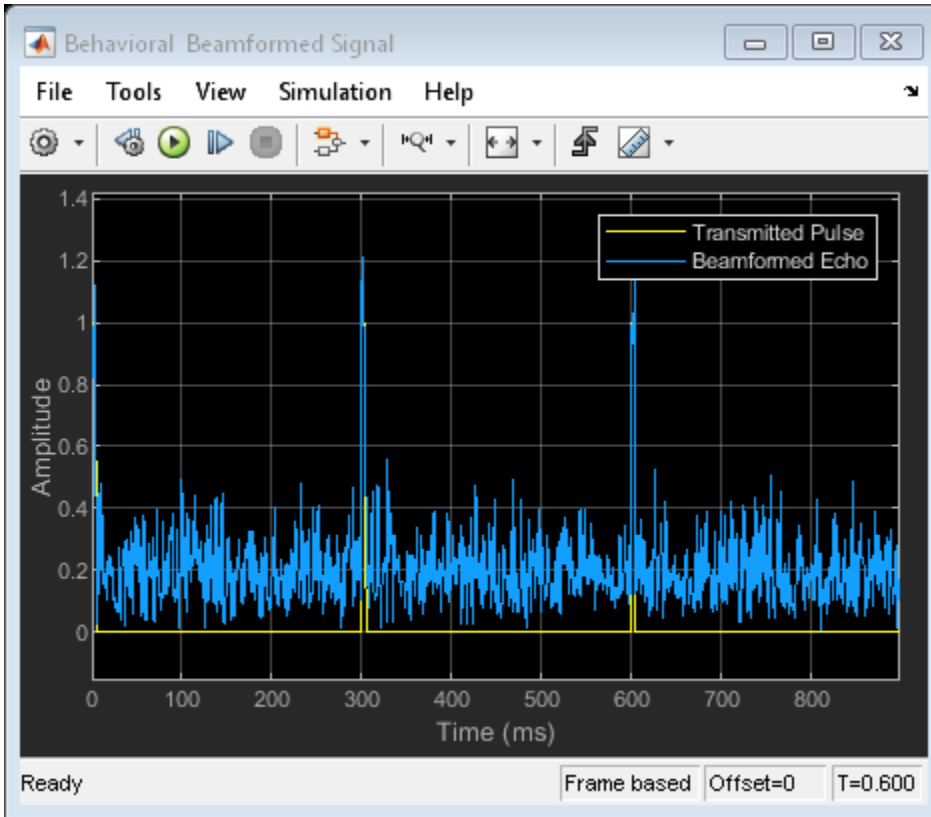 Behavioral Beamformed Signal
File Tools View Simulation Help
1.4
1.2
1
0.8
0.6
0.4
0.2
0
Amplitude
Transmitted Pulse
Beamformed Echo
0 100 200 300 400 500 600 700 800
Time (ms)
Ready Frame based Offset=0 T=0.600